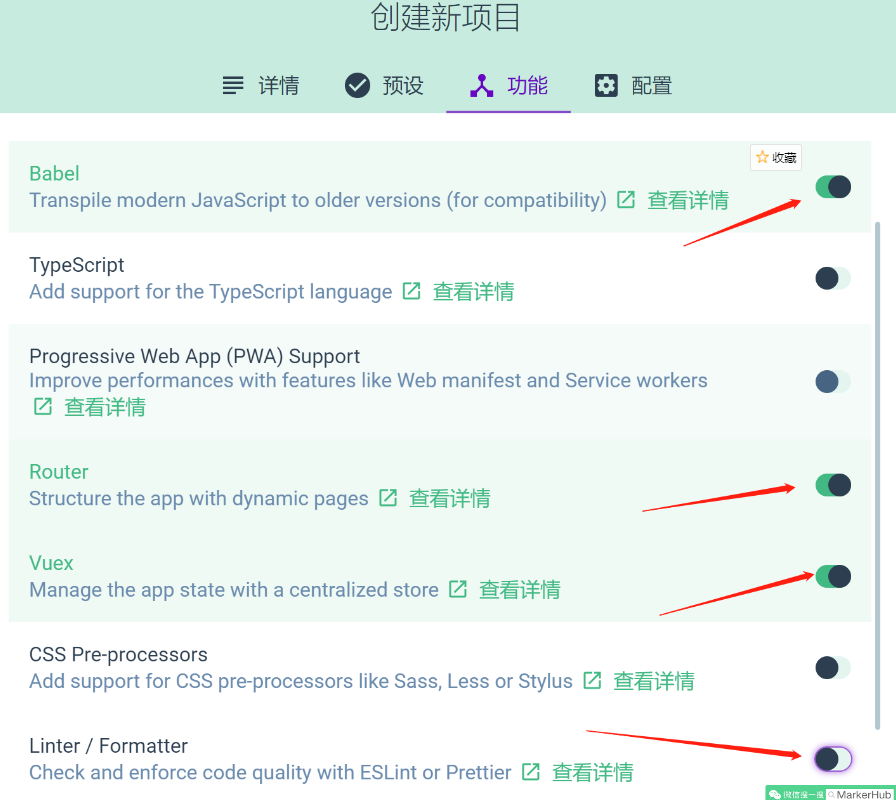 创建新项目
详情 预设 功能 配置
收藏
Babel
Transpile modern JavaScript to older versions (for compatibility) 查看详情
TypeScript
Add support for the TypeScript language 查看详情
Progressive Web App (PWA) Support
Improve performances with features like Web manifest and Service workers
查看详情
Router
Structure the app with dynamic pages 查看详情
Vuex
Manage the app state with a centralized store 查看详情
CSS Pre-processors
Add support for CSS pre-processors like Sass, Less or Stylus 查看详情
Linter / Formatter
Check and enforce code quality with ESLint or Prettier 查看详情
微信搜一搜 MarkerHub